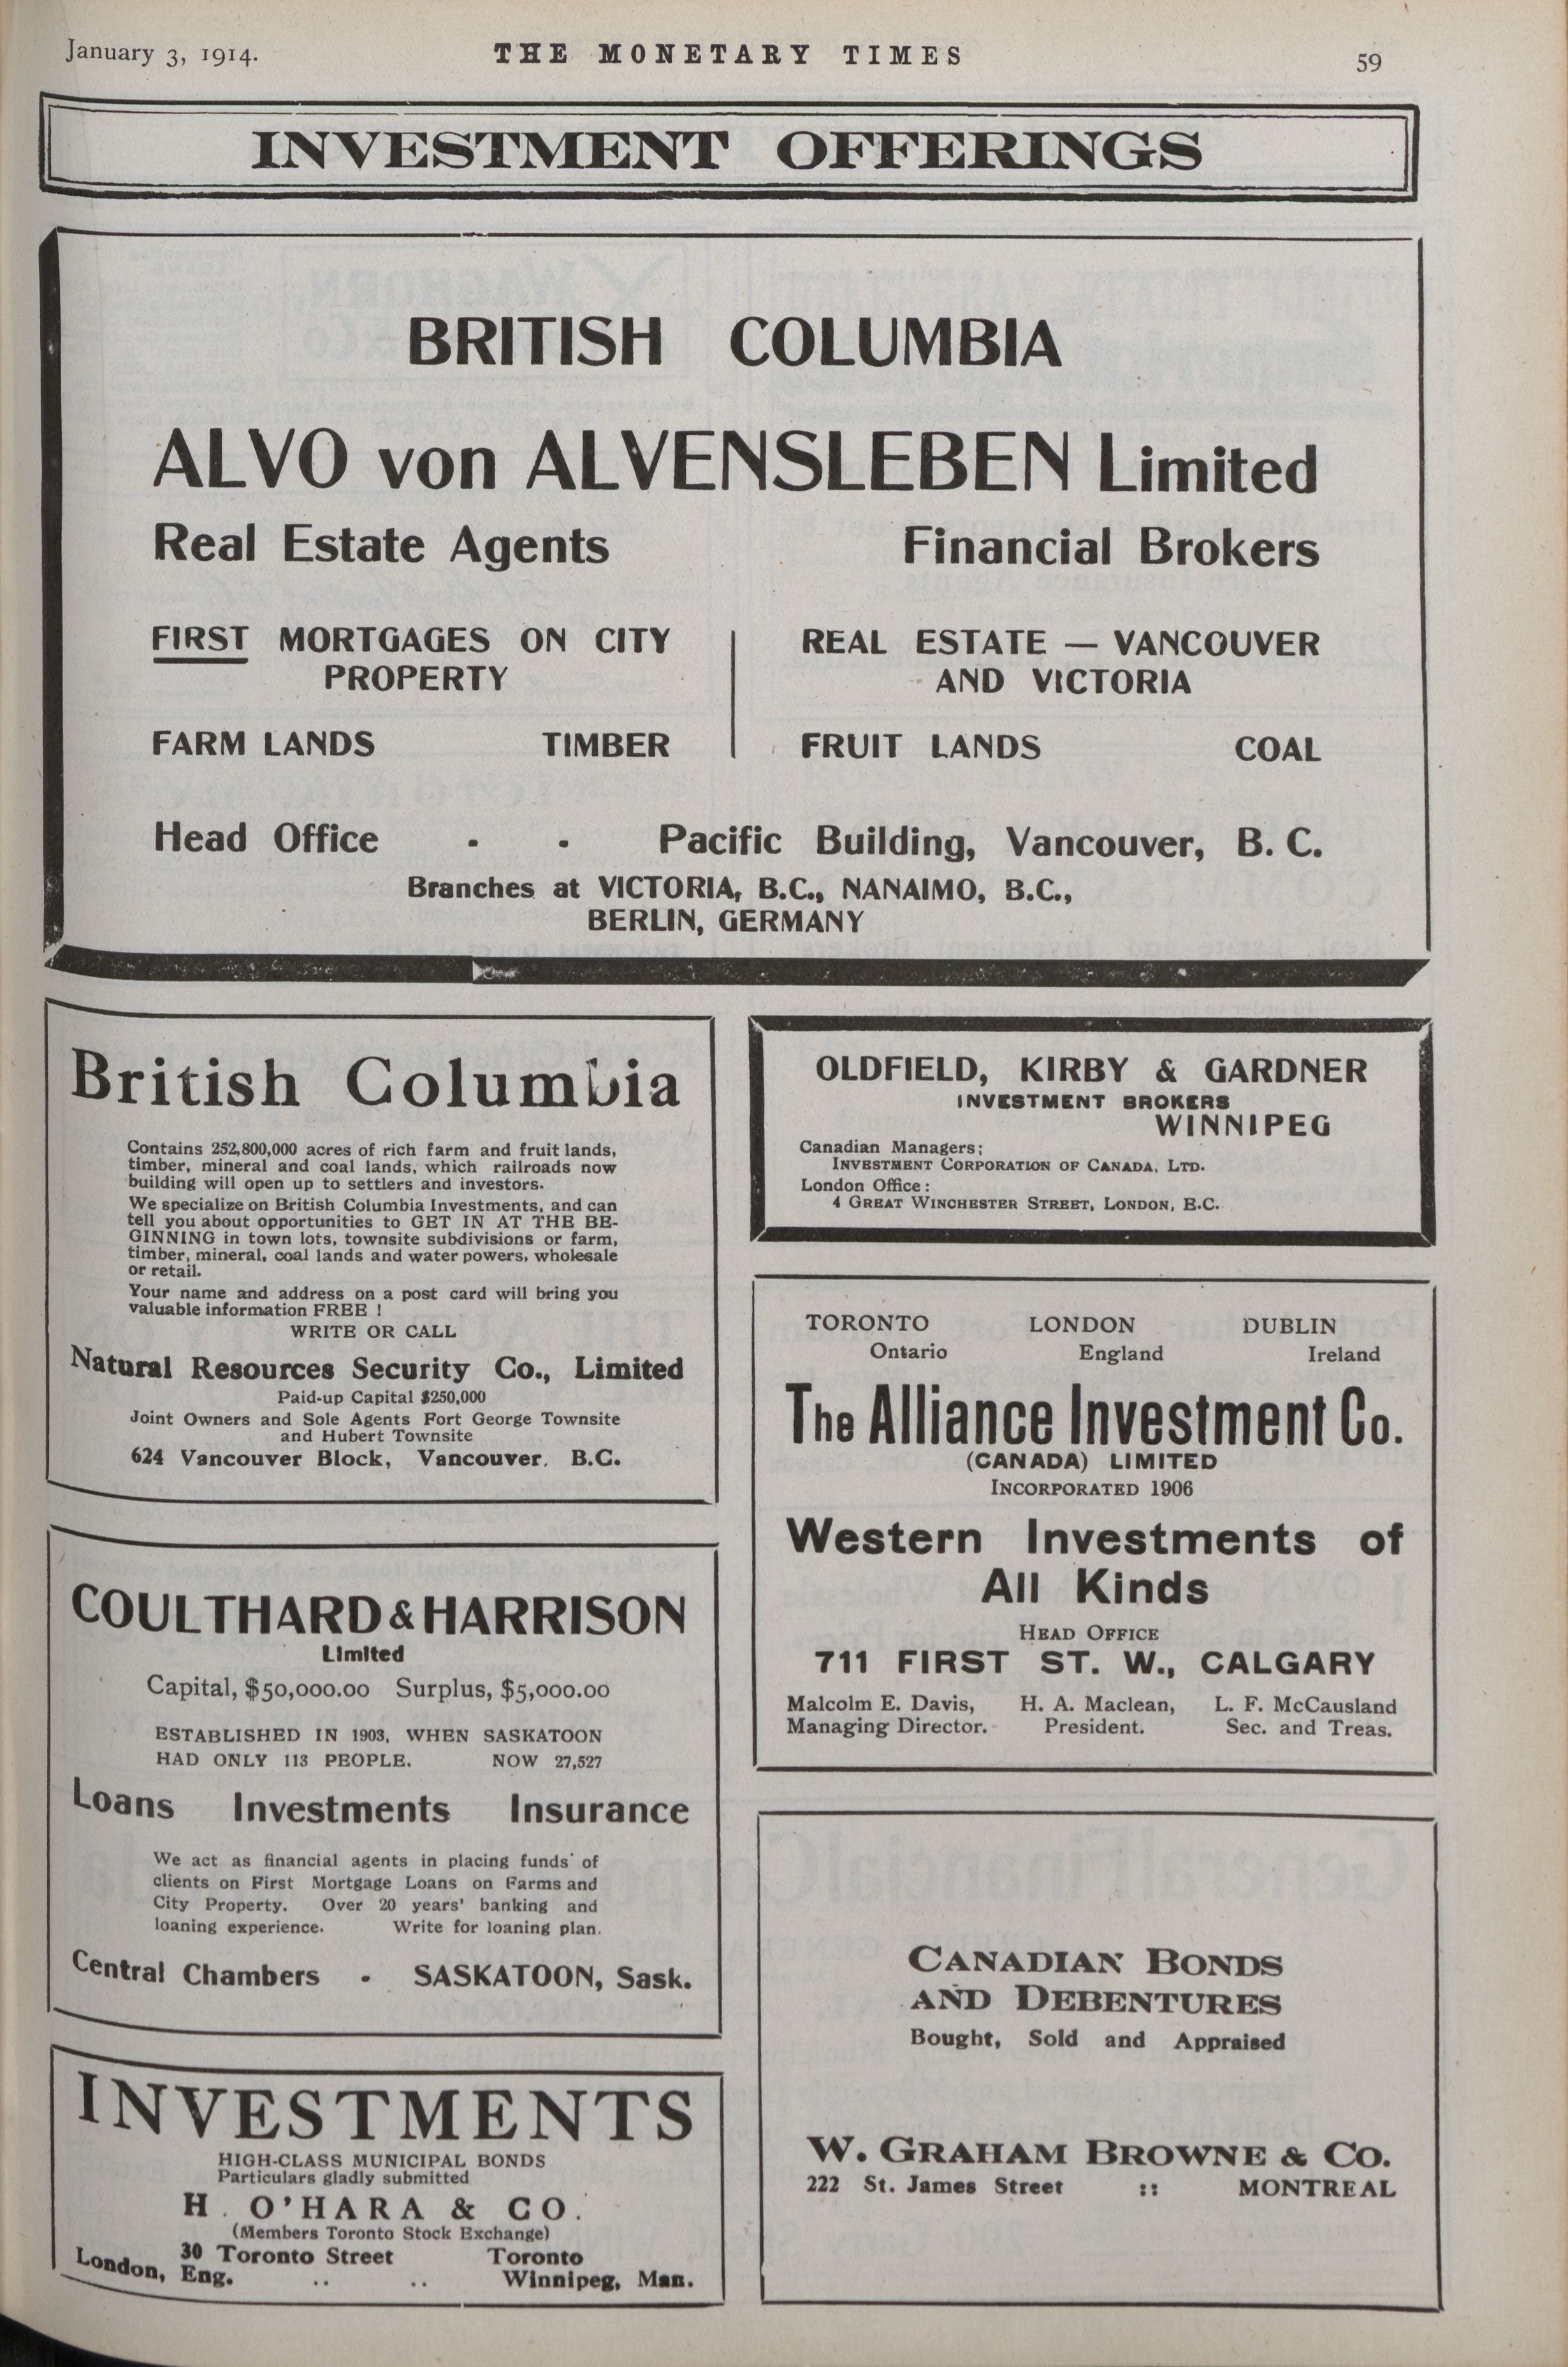 January 3, 1914.
THE MONETARY TIMES
59
INVESTMENT OFFERINGS
BRITISH COLUMBIA
ALVO von ALVENSLEBEN Limited
Real Estate Agents
Financial Brokers
FIRST MORTGAGES ON CITY
PROPERTY
FARM LANDS TIMBER
REAL ESTATE — VANCOUVER
AND VICTORIA
FRUIT LANDS COAL
Head Office - - Pacific Building, Vancouver, B. C.
Branches at VICTORIA, B.C., NANAIMO, B.C.,
BERLIN, GERMANY
British Columbia
Contains 252,800,000 acres of rich farm and fruit lands,
timber, mineral and coal lands, which railroads now
building will open up to settlers and investors.
We specialize on British Columbia Investments, and can
tell you about opportunities to GET IN AT THE BE-
GINNING in town lots, townsite subdivisions or farm,
timber, mineral, coal lands and water powers, wholesale
or retail.
Your name and address on a post card will bring you
valuable information FREE !
WRITE OR CALL
Natural Resources Security Co., Limited
Paid-up Capital $250,000
Joint Owners and Sole Agents Fort George Townsite
and Hubert Townsite
624 Vancouver Block, Vancouver, B.C.
COULTHARD & HARRISON
Limited
Capital, $50,000.00 Surplus, $5,000.00
ESTABLISHED IN 1903, WHEN SASKATOON
HAD ONLY 113 PEOPLE. NOW 27,527
Loans Investments Insurance
We act as financial agents in placing funds of
clients on First Mortgage Loans on Farms and
City Property. Over 20 years' banking and
loaning experience. Write for loaning plan.
Central Chambers - SASKATOON, Sask.
INVESTMENTS
HIGH-CLASS MUNICIPAL BONDS
Particulars gladly submitted
H. O'HARA & CO.
(Members Toronto Stock Exchange)
30 Toronto Street Toronto
London, Eng. .. .. Winnipeg, Man.
OLDFIELD, KIRBY & GARDNER
INVESTMENT BROKERS
WINNIPEG
Canadian Managers;
INVESTMENT CORPORATION OF CANADA, LTD.
London Office:
4 GREAT WINCHESTER STREET, LONDON, E.C.
TORONTO LONDON DUBLIN
Ontario England Ireland
The Alliance Investment Co.
(CANADA) LIMITED
INCORPORATED 1906
Western Investments of
All Kinds
HEAD OFFICE
711 FIRST ST. W., CALGARY
Malcolm E. Davis, H. A. Maclean, L. F. McCausland
Managing Director. President. Sec. and Treas.
CANADIAN BONDS
AND DEBENTURES
Bought, Sold and Appraised
W. GRAHAM BROWNE & CO.
222 St. James Street :: MONTREAL